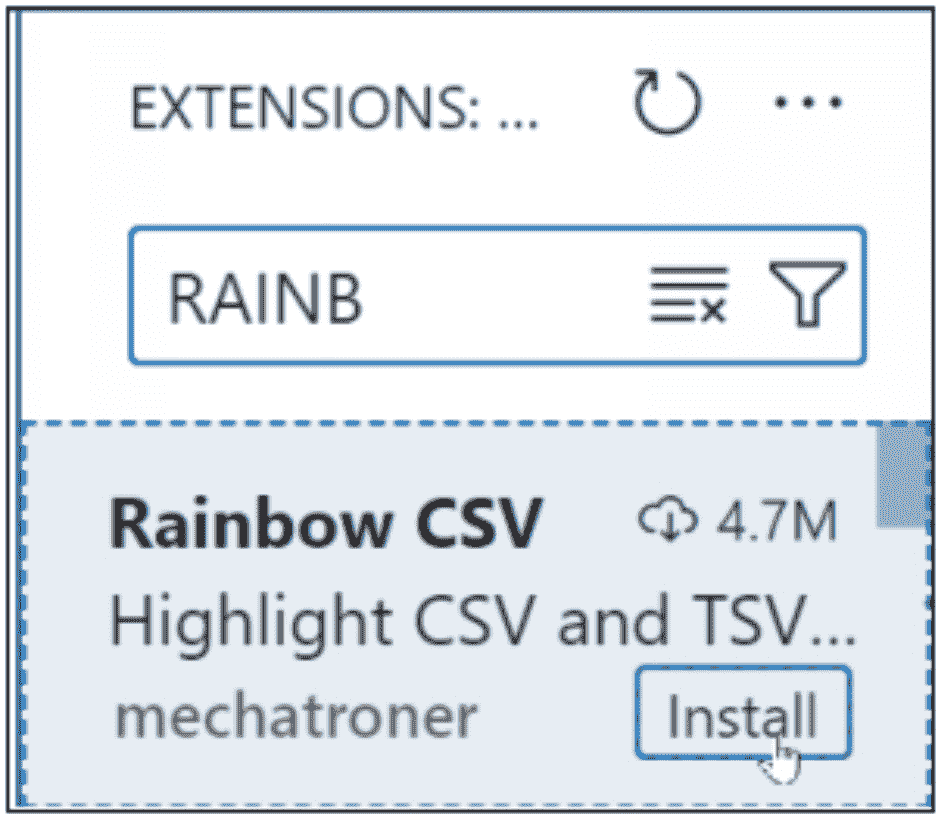 EXTENSIONS: ...
RAINB
Rainbow CSV 4.7M
Highlight CSV and TSV...
mechatroner Install